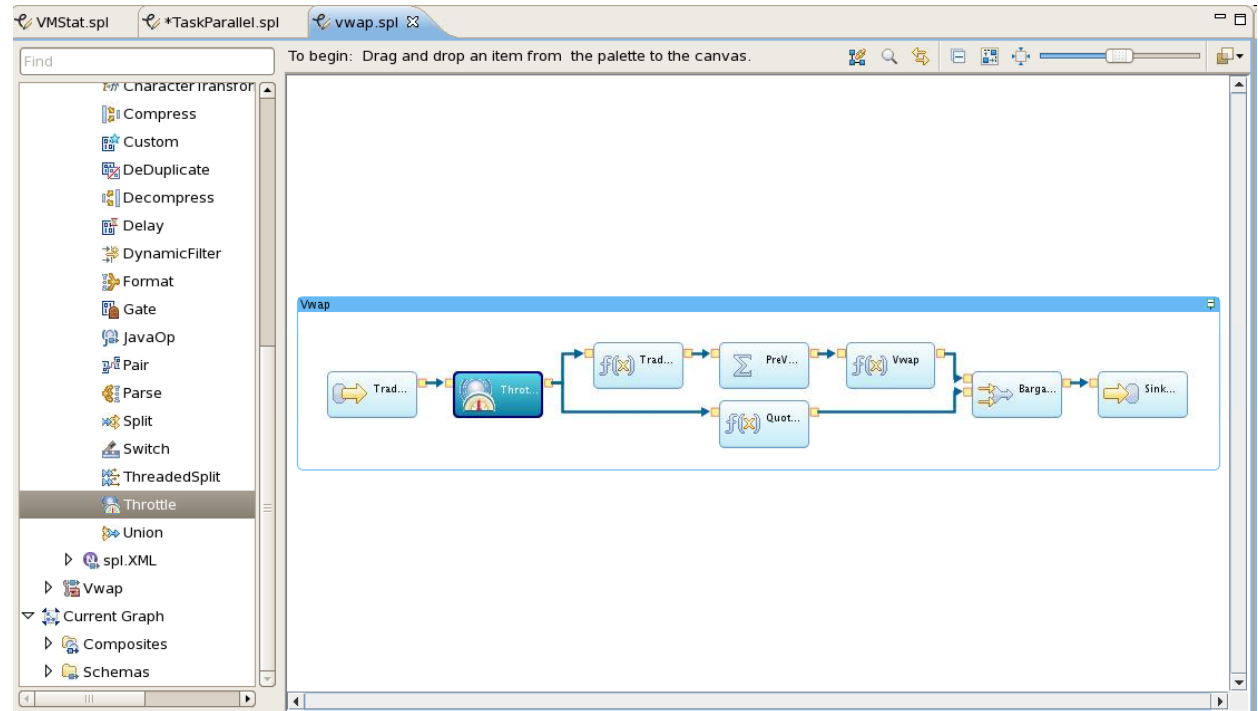 VMStat.spl
*TaskParallel.spl
vwap.spl
Find
To begin: Drag and drop an item from the palette to the canvas.
CharacterTransfor
Compress
Custom
DeDuplicate
Decompress
Delay
DynamicFilter
Format
Gate
JavaOp
Pair
Parse
Split
Switch
ThreadedSplit
Throttle
Union
spl.XML
Vwap
Current Graph
Composites
Schemas
Vwap
Trad...
Throt...
Trad...
PreV...
Vwap
Quot...
Barga...
Sink...